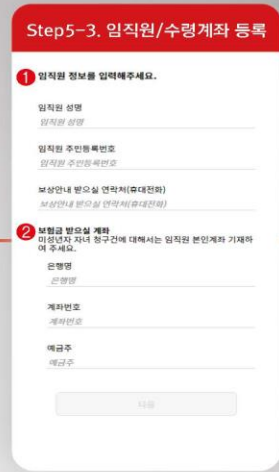 Step5-3. 임직원/수령계좌 등록
1 임직원 정보를 입력해주세요.
임직원 성명
임직원 성명
임직원 주민등록번호
임직원 주민등록번호
보상안내 받으실 연락처(휴대전화)
보상안내 받으실 연락처(휴대전화)
2 보험금 받으실 계좌
미성년자 자녀 청구건에 대해서는 임직원 본인계좌 기재하
여 주세요.
은행명
은행명
계좌번호
계좌번호
예금주
예금주
다음